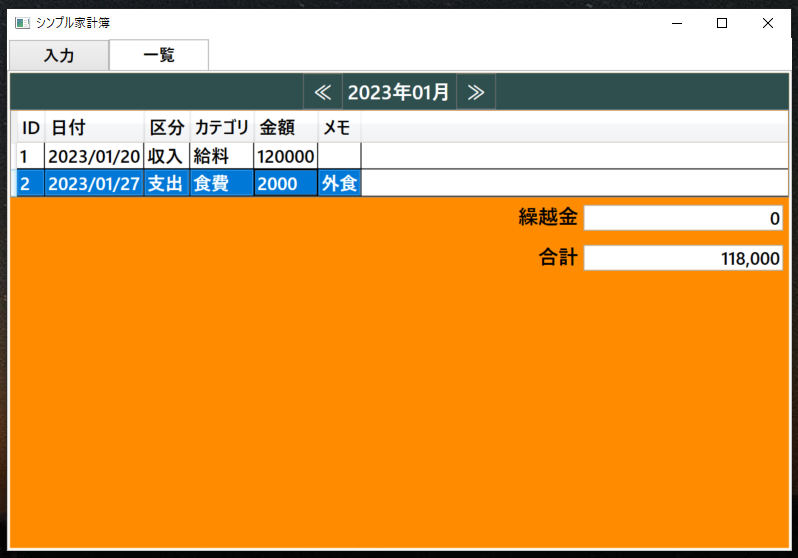 シンプル家計簿
入力 一覧
≪ 2023年01月 ≫
ID 日付 区分 カテゴリ 金額 メモ
1 2023/01/20 収入 給料 120000
2 2023/01/27 支出 食費 2000 外食
繰越金 0
合計 118,000